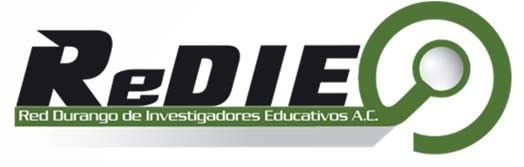 ReDIE
Red Durango de Investigadores Educativos A.C.